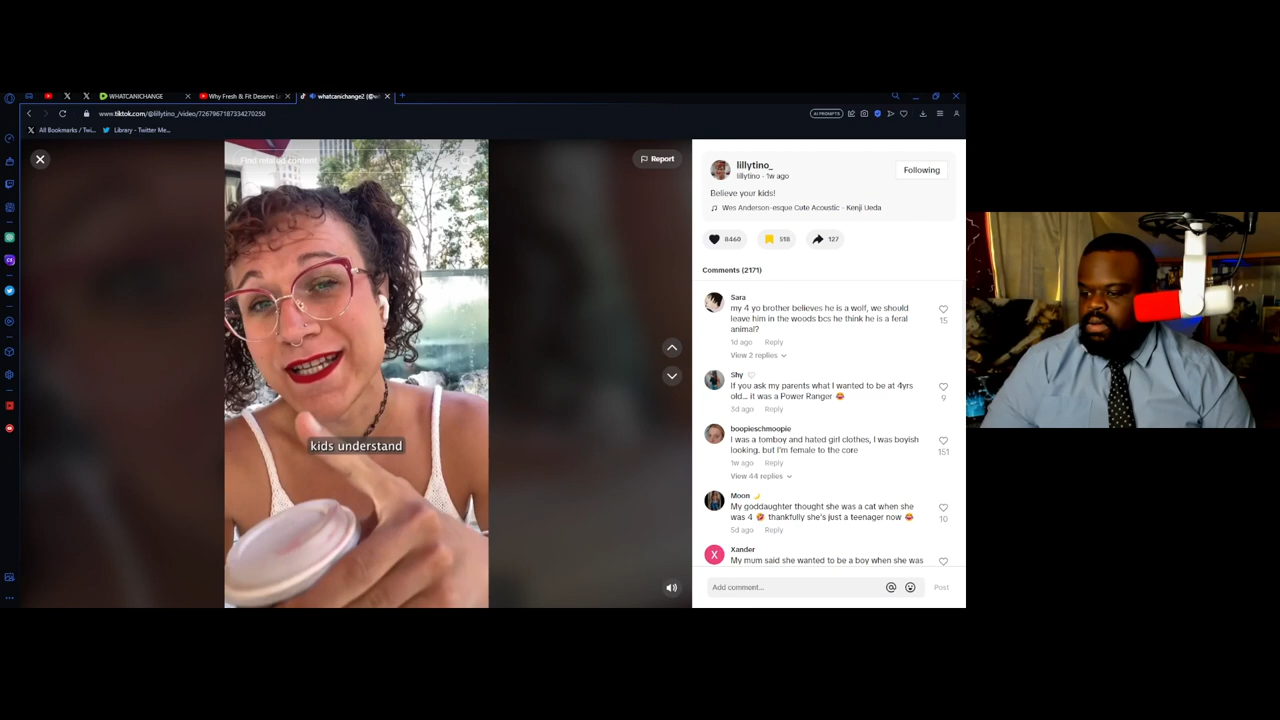 WHATCANICHANGE
Why Fresh & Fit Deserve L
whatcanichange2 (@w
www.tiktok.com/@lillytino_/video/7267967187334270250
AI PROMPTS
All Bookmarks / Twi...
Library - Twitter Me...
Find related content
Report
kids understand
lillytino_
lillytino · 1w ago
Following
Believe your kids!
Wes Anderson-esque Cute Acoustic - Kenji Ueda
8460
518
127
Comments (2171)
Sara
my 4 yo brother believes he is a wolf, we should
leave him in the woods bcs he think he is a feral
animal?
15
1d ago Reply
View 2 replies
Shy
If you ask my parents what I wanted to be at 4yrs
old... it was a Power Ranger
9
3d ago Reply
boopieschmoopie
I was a tomboy and hated girl clothes, I was boyish
looking. but I'm female to the core
151
1w ago Reply
View 44 replies
Moon
My goddaughter thought she was a cat when she
was 4 thankfully she's just a teenager now
10
5d ago Reply
X
Xander
My mum said she wanted to be a boy when she was
Add comment...
Post